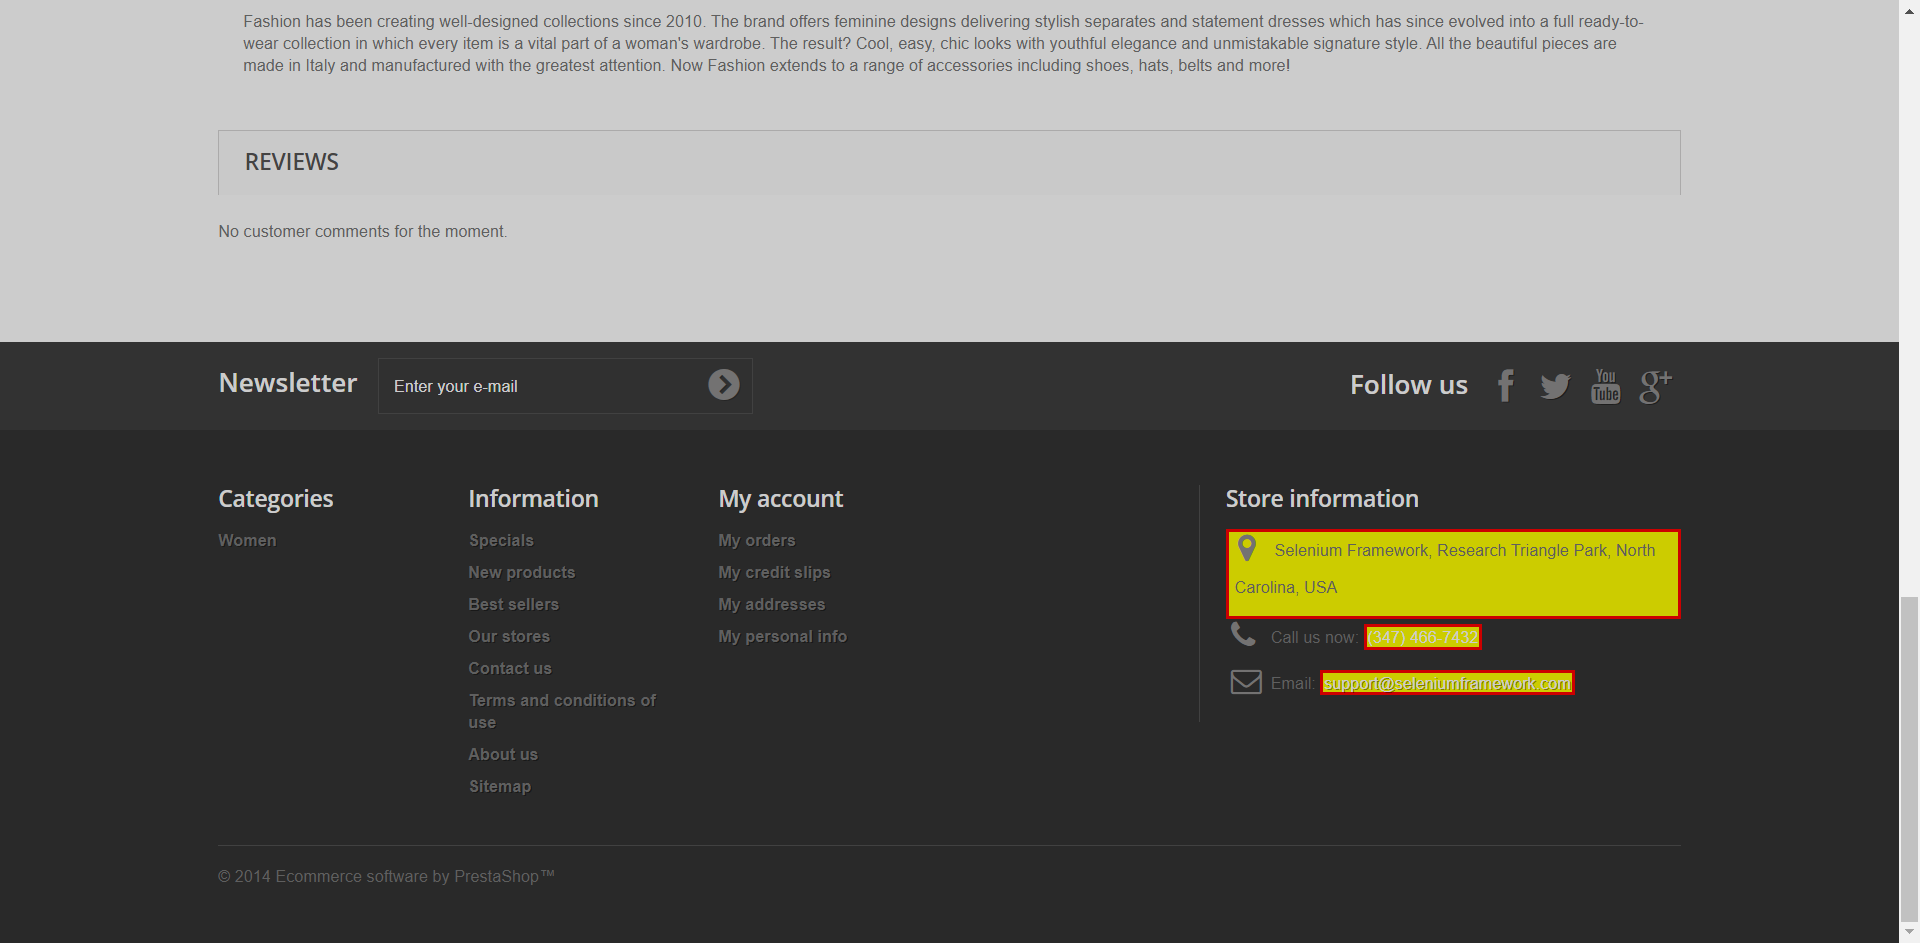 Fashion has been creating well-designed collections since 2010. The brand offers feminine designs delivering stylish separates and statement dresses which has since evolved into a full ready-to-
wear collection in which every item is a vital part of a woman's wardrobe. The result? Cool, easy, chic looks with youthful elegance and unmistakable signature style. All the beautiful pieces are
made in Italy and manufactured with the greatest attention. Now Fashion extends to a range of accessories including shoes, hats, belts and more!
REVIEWS
No customer comments for the moment.
Newsletter
Enter your e-mail
Follow us
You
Tube
g+
Categories
Women
Information
Specials
New products
Best sellers
Our stores
Contact us
Terms and conditions of
use
About us
Sitemap
My account
My orders
My credit slips
My addresses
My personal info
Store information
Selenium Framework, Research Triangle Park, North
Carolina, USA
Call us now: (347) 466-7432
Email: support@seleniumframework.com
© 2014 Ecommerce software by PrestaShop™